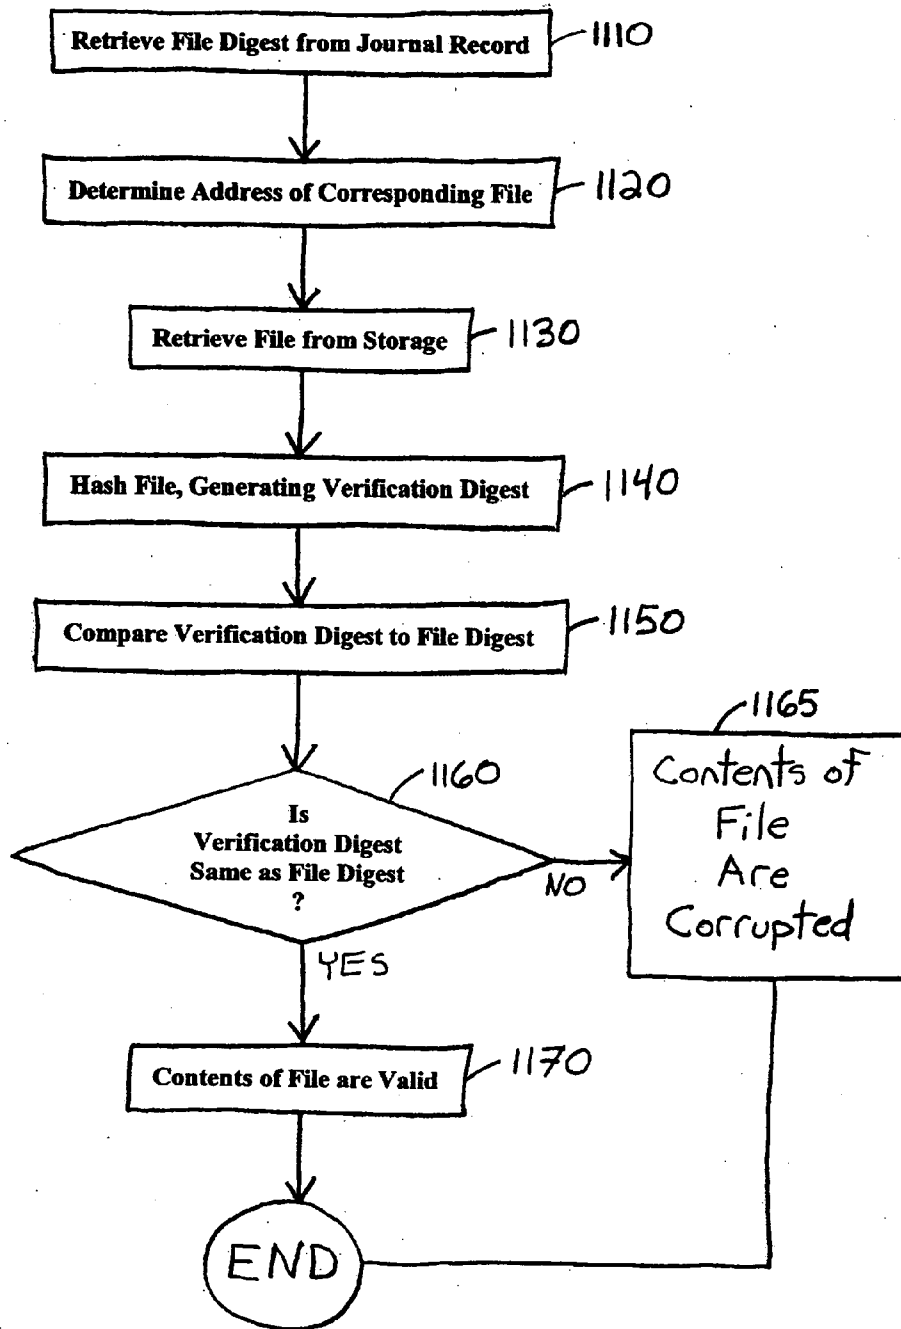 Retrieve File Digest from Journal Record
1110
Determine Address of Corresponding File
1120
Retrieve File from Storage
1130
Hash File, Generating Verification Digest
1140
Compare Verification Digest to File Digest
1150
1160
Is
Verification Digest
Same as File Digest
?
NO
1165
Contents of
File
Are
Corrupted
YES
Contents of File are Valid
1170
END